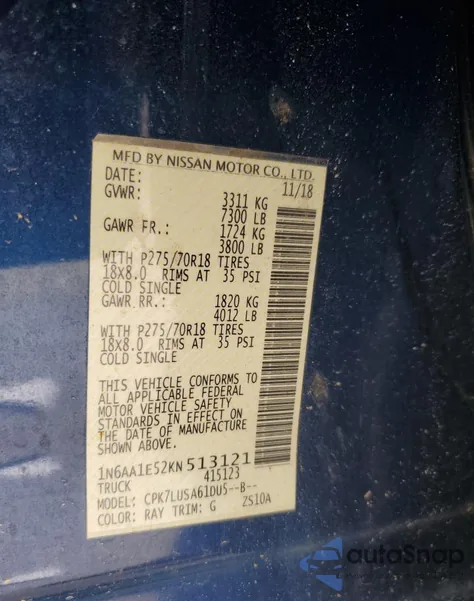 MFD BY NISSAN MOTOR CO., LTD.
DATE: 11/18
GVWR: 3311 KG
7300 LB
GAWR FR.: 1724 KG
3800 LB
WITH P275/70R18 TIRES
18X8.0 RIMS AT 35 PSI
COLD SINGLE
GAWR RR.: 1820 KG
4012 LB
WITH P275/70R18 TIRES
18X8.0 RIMS AT 35 PSI
COLD SINGLE
THIS VEHICLE CONFORMS TO
ALL APPLICABLE FEDERAL
MOTOR VEHICLE SAFETY
STANDARDS IN EFFECT ON
THE DATE OF MANUFACTURE
SHOWN ABOVE.
1N6AA1E52KN513121
TRUCK 415123
MODEL: CPK7LUSA61DU5--B--
COLOR: RAY TRIM: G ZS10A
autoSnap